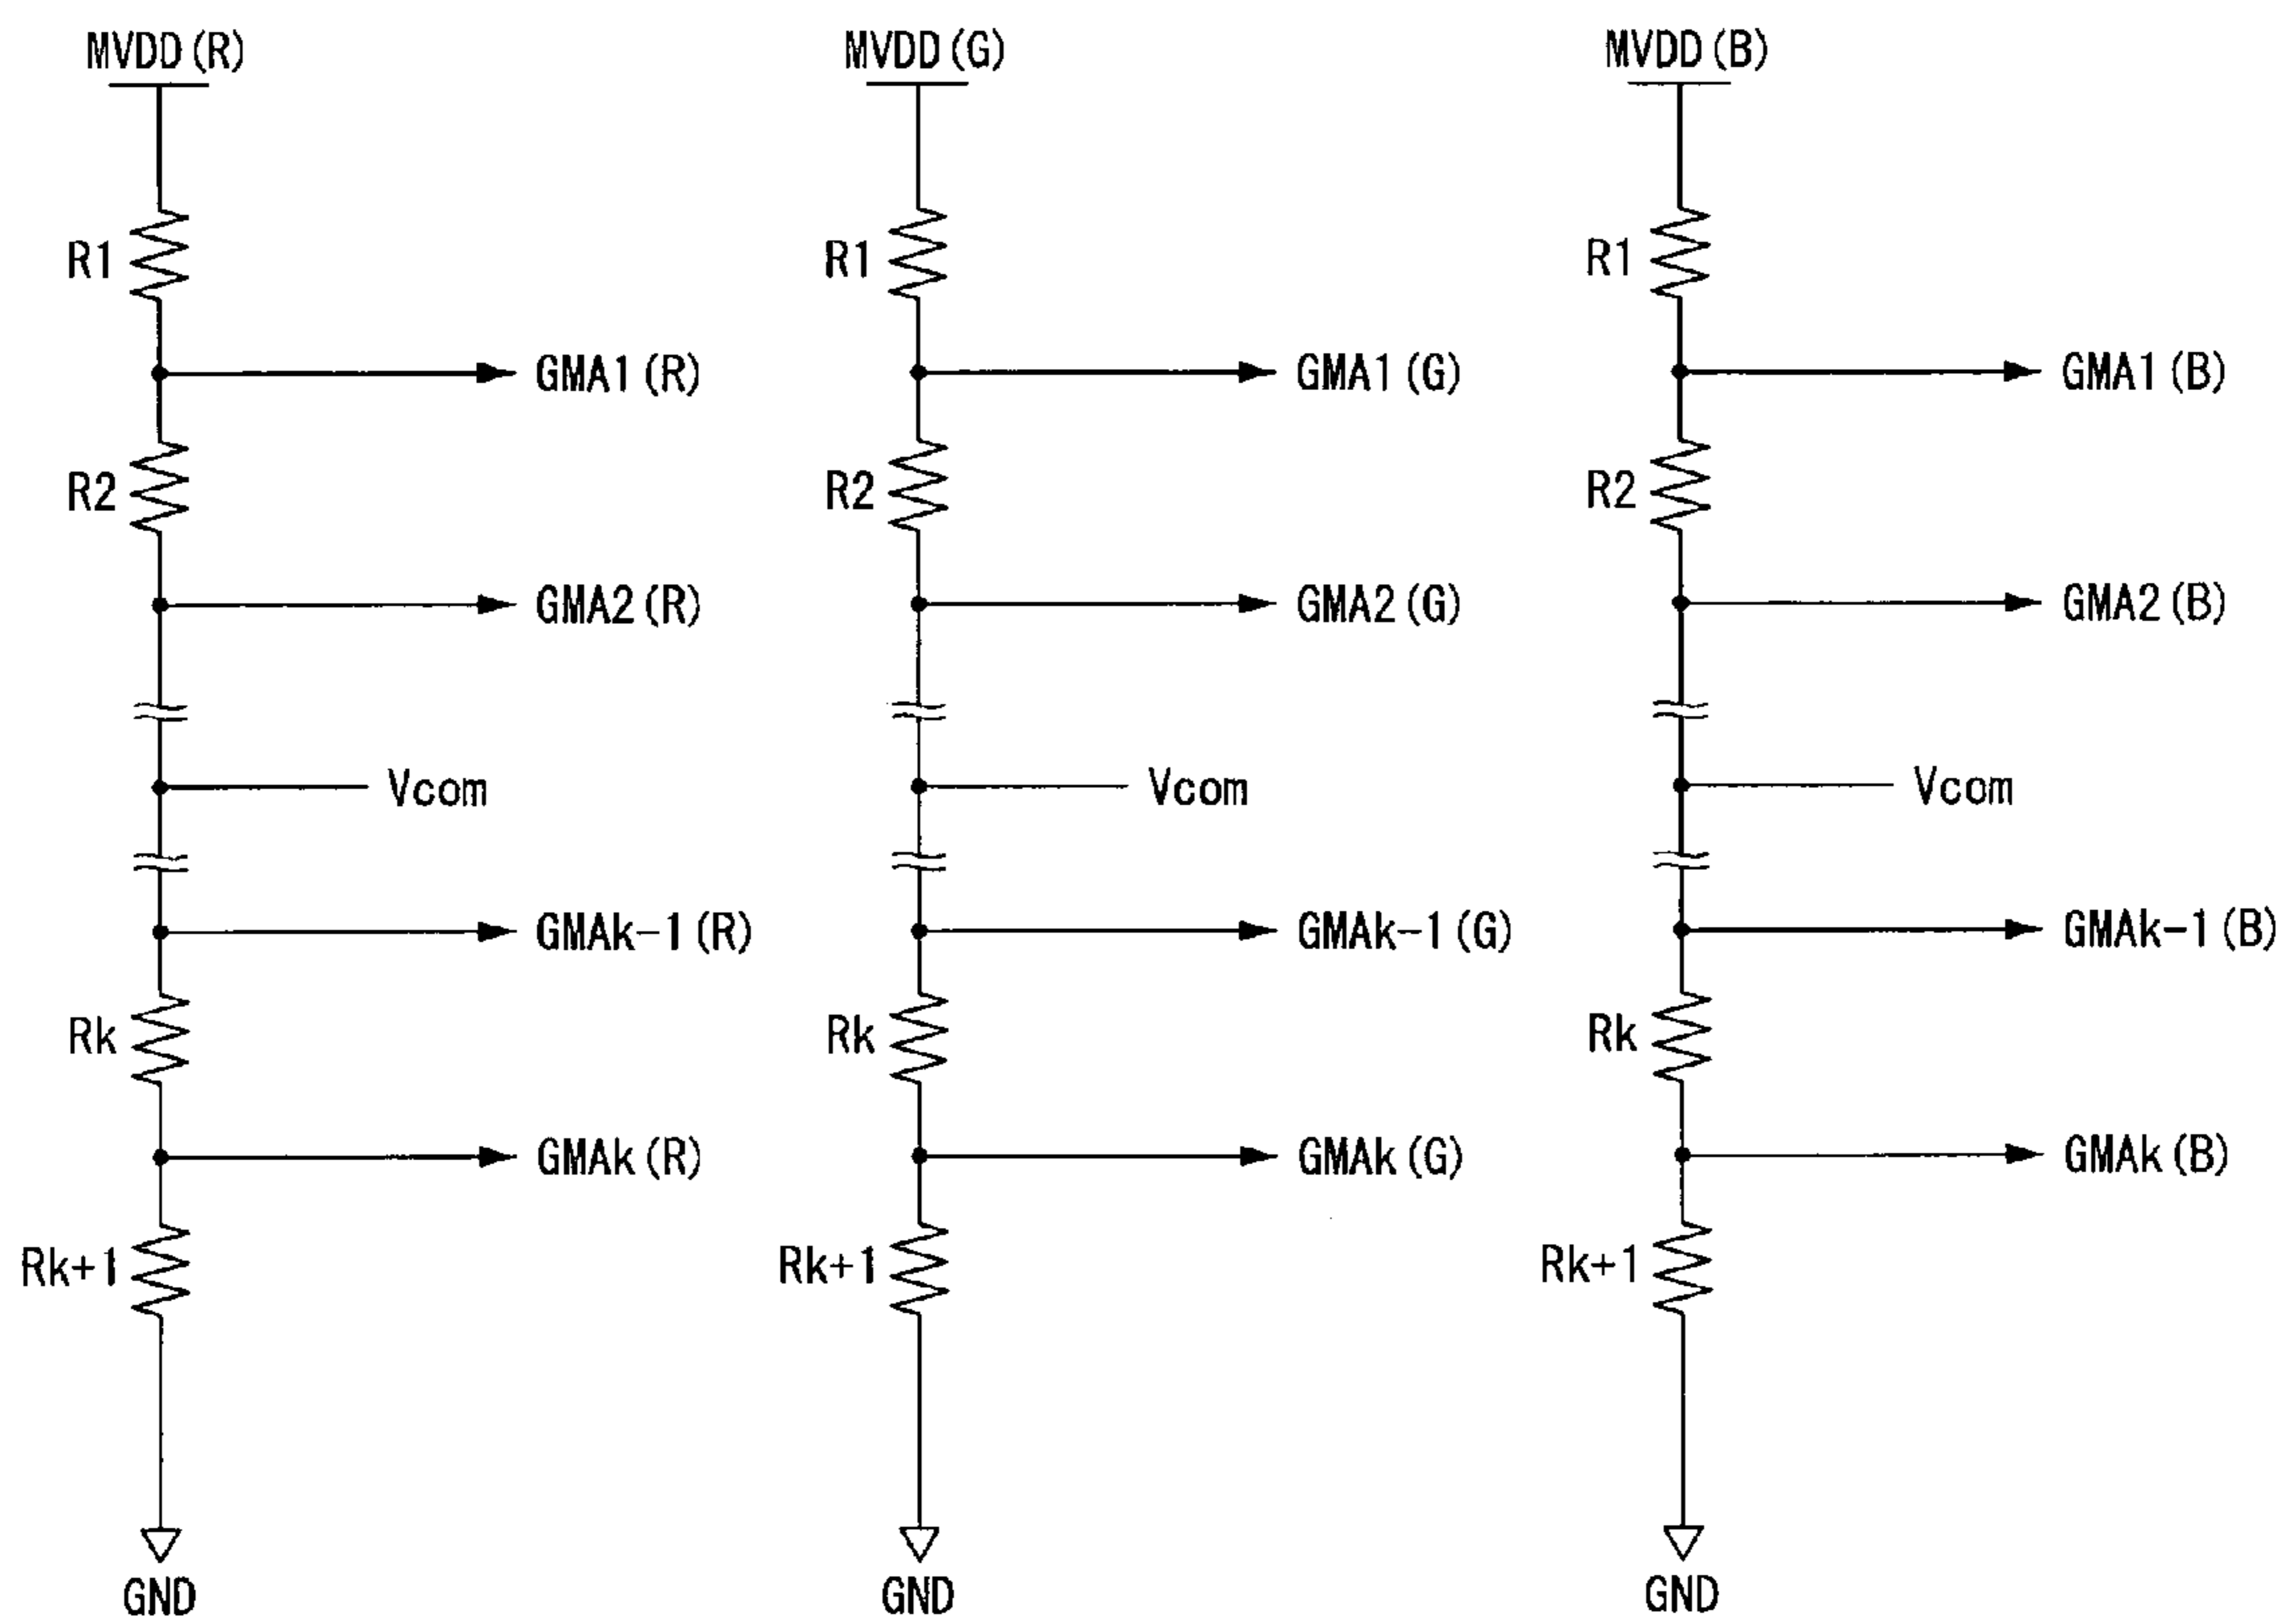 MVDD(R) MVDD(G) MVDD(B)
R1 R1 R1
GMA1(R) GMA1(G) GMA1(B)
R2 R2 R2
GMA2(R) GMA2(G) GMA2(B)
Vcom Vcom Vcom
GMAk-1(R) GMAk-1(G) GMAk-1(B)
Rk Rk Rk
GMAk(R) GMAk(G) GMAk(B)
Rk+1 Rk+1 Rk+1
GND GND GND